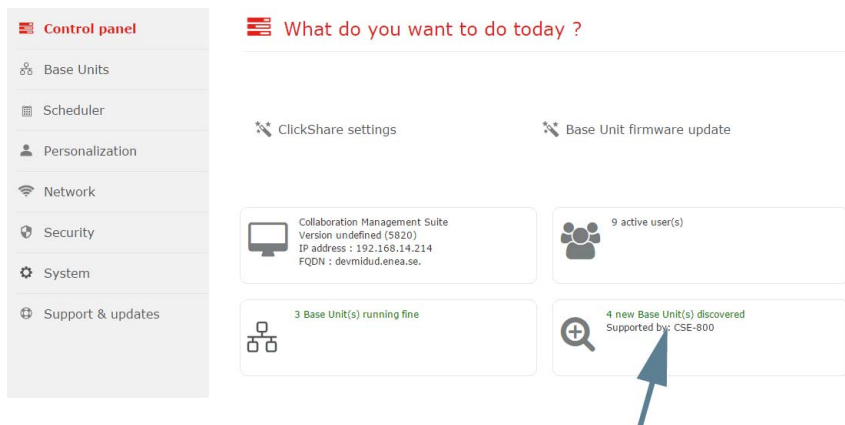 Control panel
Base Units
Scheduler
Personalization
Network
Security
System
Support & updates
What do you want to do today ?
ClickShare settings
Base Unit firmware update
Collaboration Management Suite
Version undefined (5820)
IP address : 192.168.14.214
FQDN : devmidud.enea.se.
9 active user(s)
3 Base Unit(s) running fine
4 new Base Unit(s) discovered
Supported by: CSE-800